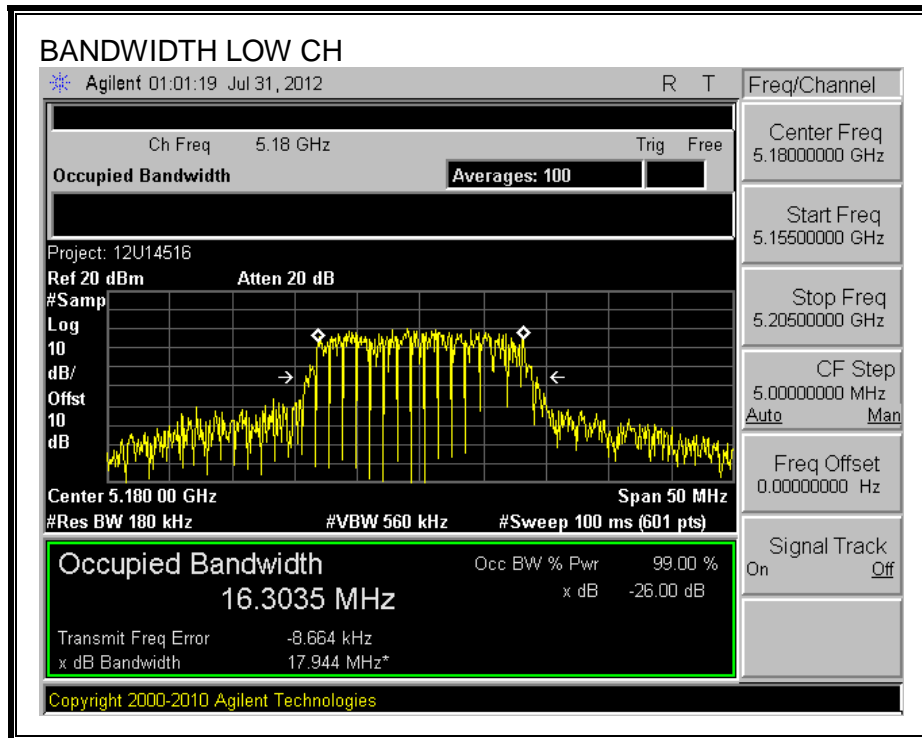 BANDWIDTH LOW CH
Agilent 01:01:19 Jul 31, 2012 R T
Ch Freq 5.18 GHz Trig Free
Occupied Bandwidth Averages: 100
Project: 12U14516
Ref 20 dBm Atten 20 dB
#Samp
Log
10
dB/
Offst
10
dB
Center 5.180 00 GHz Span 50 MHz
#Res BW 180 kHz #VBW 560 kHz #Sweep 100 ms (601 pts)
Occupied Bandwidth Occ BW % Pwr 99.00 %
16.3035 MHz x dB -26.00 dB
Transmit Freq Error -8.664 kHz
x dB Bandwidth 17.944 MHz*
Copyright 2000-2010 Agilent Technologies
Freq/Channel
Center Freq
5.18000000 GHz
Start Freq
5.15500000 GHz
Stop Freq
5.20500000 GHz
CF Step
5.00000000 MHz
Auto Man
Freq Offset
0.00000000 Hz
Signal Track
On Off